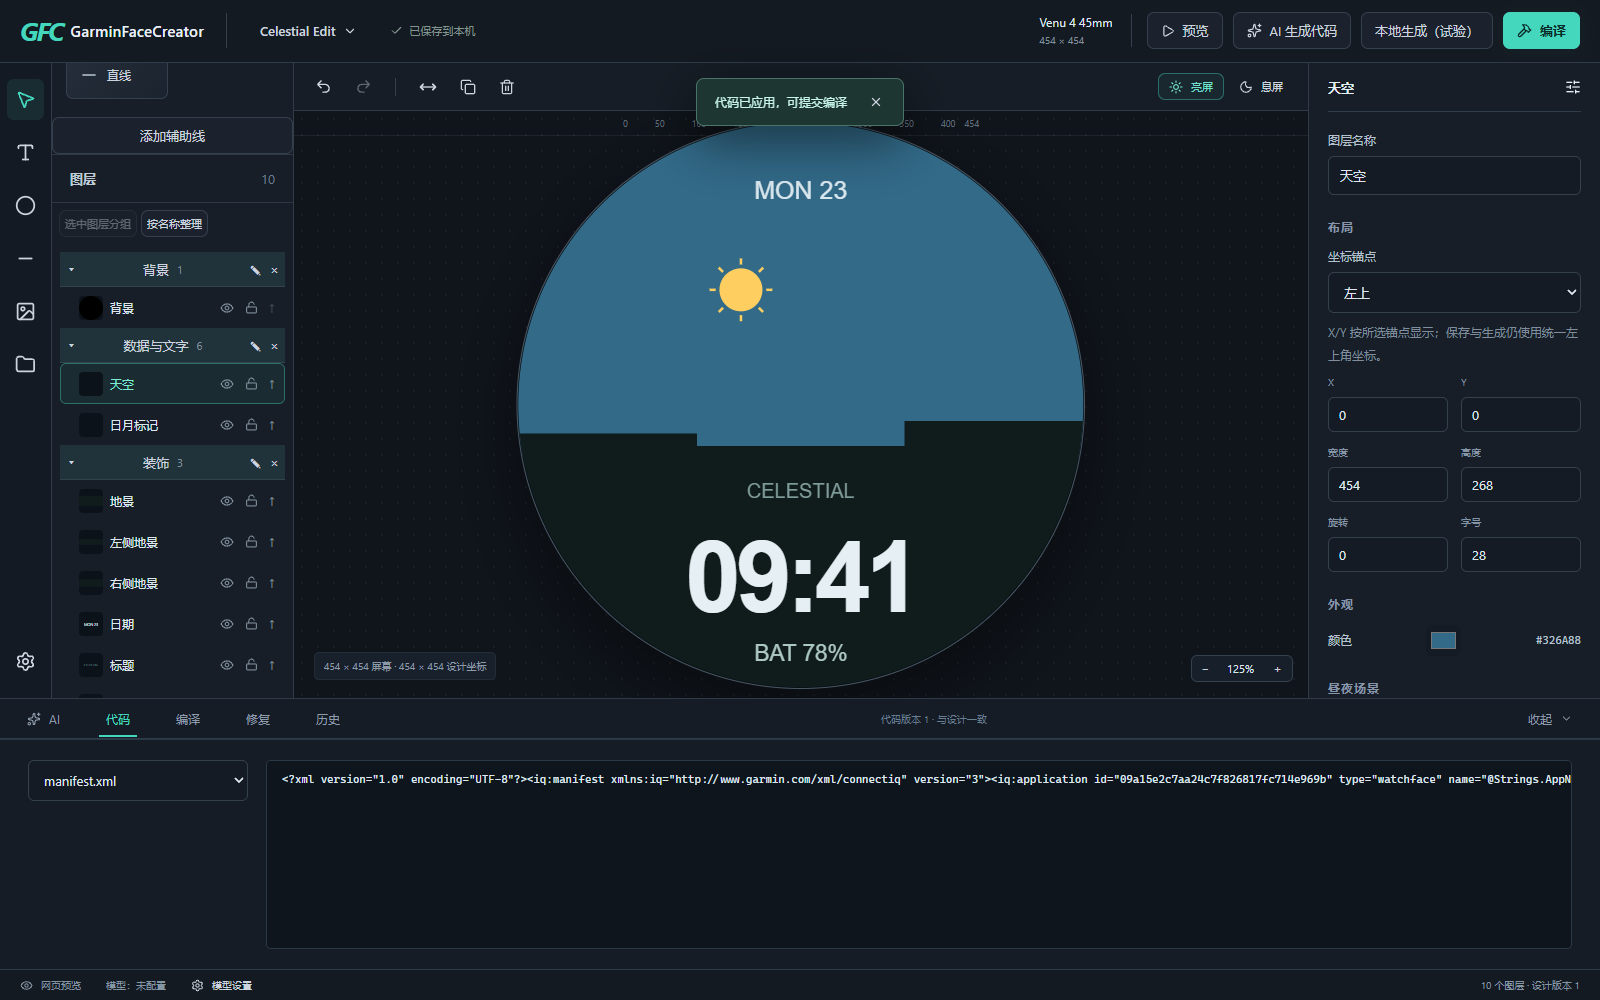 GFC GarminFaceCreator
Celestial Edit
已保存到本机
Venu 4 45mm
454 × 454
预览
AI 生成代码
本地生成（试验）
编译
直线
添加辅助线
图层 10
选中图层分组
按名称整理
背景 1
背景
数据与文字 6
天空
日月标记
装饰 3
地景
左侧地景
右侧地景
日期
标题
代码已应用，可提交编译
亮屏
息屏
0 50 400 454
MON 23
CELESTIAL
09:41
BAT 78%
454 × 454 屏幕 · 454 × 454 设计坐标
− 125% +
天空
图层名称
天空
布局
坐标锚点
左上
X/Y 按所选锚点显示；保存与生成仍使用统一左
上角坐标。
X Y
0 0
宽度 高度
454 268
旋转 字号
0 28
外观
颜色 #326A88
昼夜场景
AI
代码
编译
修复
历史
代码版本 1 · 与设计一致
收起
manifest.xml
<?xml version="1.0" encoding="UTF-8"?><iq:manifest xmlns:iq="http://www.garmin.com/xml/connectiq" version="3"><iq:application id="09a15e2c7aa24c7f826817fc714e969b" type="watchface" name="@Strings.AppN
网页预览
模型：未配置
模型设置
10 个图层 · 设计版本 1